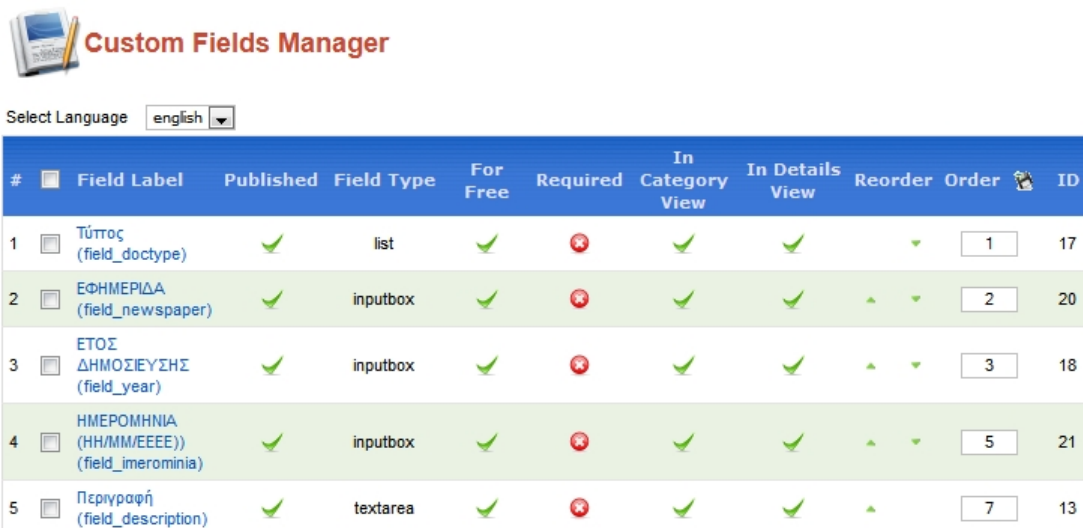 Custom Fields Manager
Select Language english
# Field Label Published Field Type For Free Required In Category View In Details View Reorder Order ID
1 Τύπος (field_doctype) list 1 17
2 ΕΦΗΜΕΡΙΔΑ (field_newspaper) inputbox 2 20
3 ΕΤΟΣ ΔΗΜΟΣΙΕΥΣΗΣ (field_year) inputbox 3 18
4 ΗΜΕΡΟΜΗΝΙΑ (ΗΗ/ΜΜ/ΕΕΕΕ)) (field_imerominia) inputbox 5 21
5 Περιγραφή (field_description) textarea 7 13